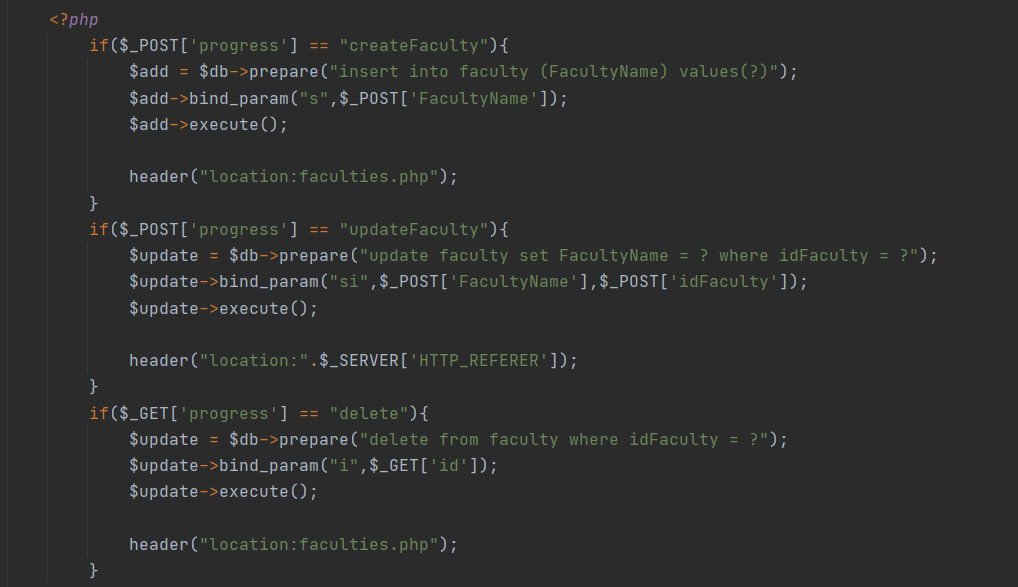 <?php
if($_POST['progress'] == "createFaculty"){
$add = $db->prepare("insert into faculty (FacultyName) values(?)");
$add->bind_param("s",$_POST['FacultyName']);
$add->execute();
header("location:faculties.php");
}
if($_POST['progress'] == "updateFaculty"){
$update = $db->prepare("update faculty set FacultyName = ? where idFaculty = ?");
$update->bind_param("si",$_POST['FacultyName'],$_POST['idFaculty']);
$update->execute();
header("location:".$_SERVER['HTTP_REFERER']);
}
if($_GET['progress'] == "delete"){
$update = $db->prepare("delete from faculty where idFaculty = ?");
$update->bind_param("i",$_GET['id']);
$update->execute();
header("location:faculties.php");
}